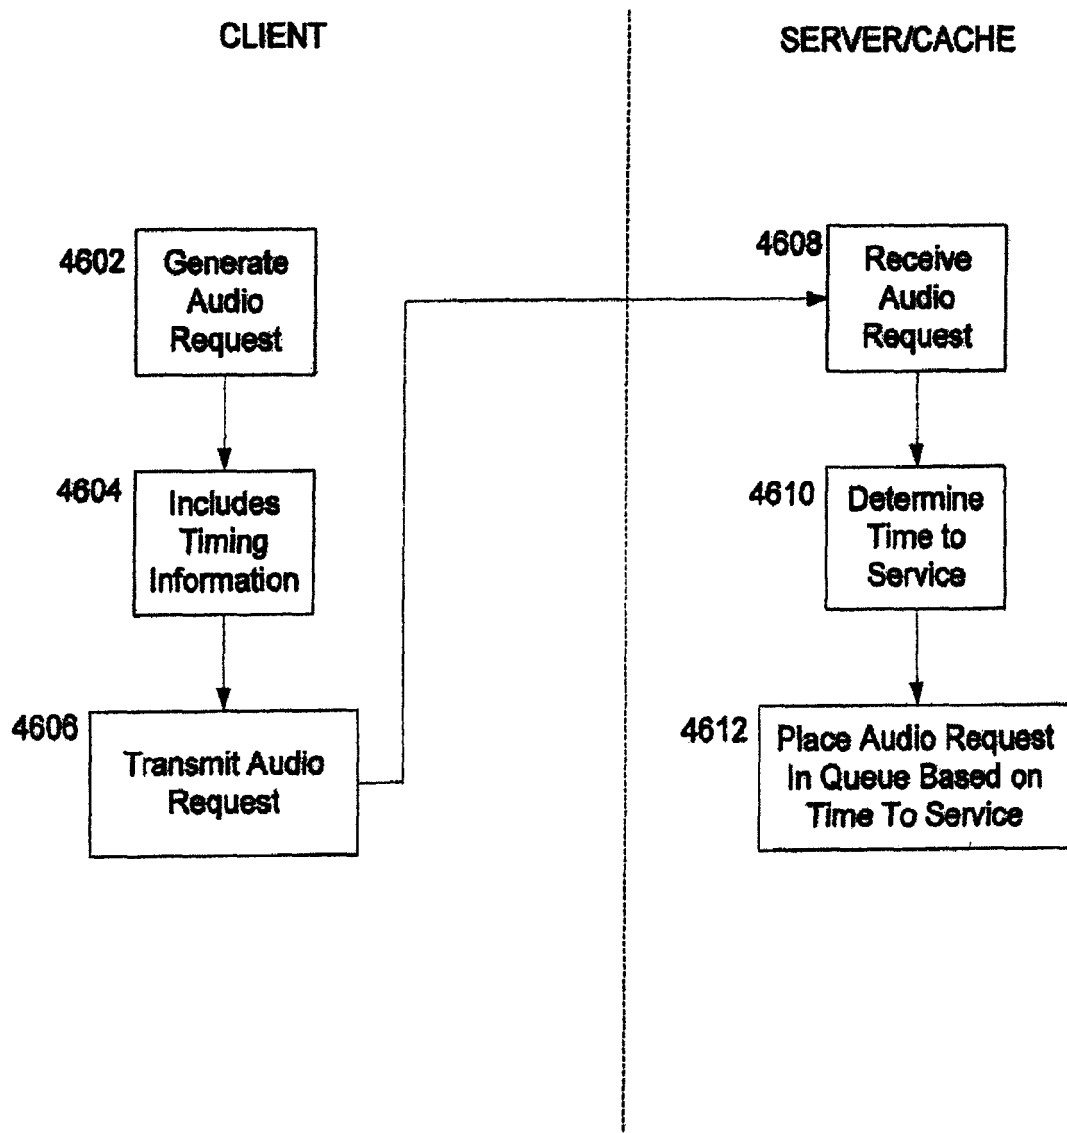 CLIENT
SERVER/CACHE
4602
Generate
Audio
Request
4604
Includes
Timing
Information
4606
Transmit Audio
Request
4608
Receive
Audio
Request
4610
Determine
Time to
Service
4612
Place Audio Request
In Queue Based on
Time To Service